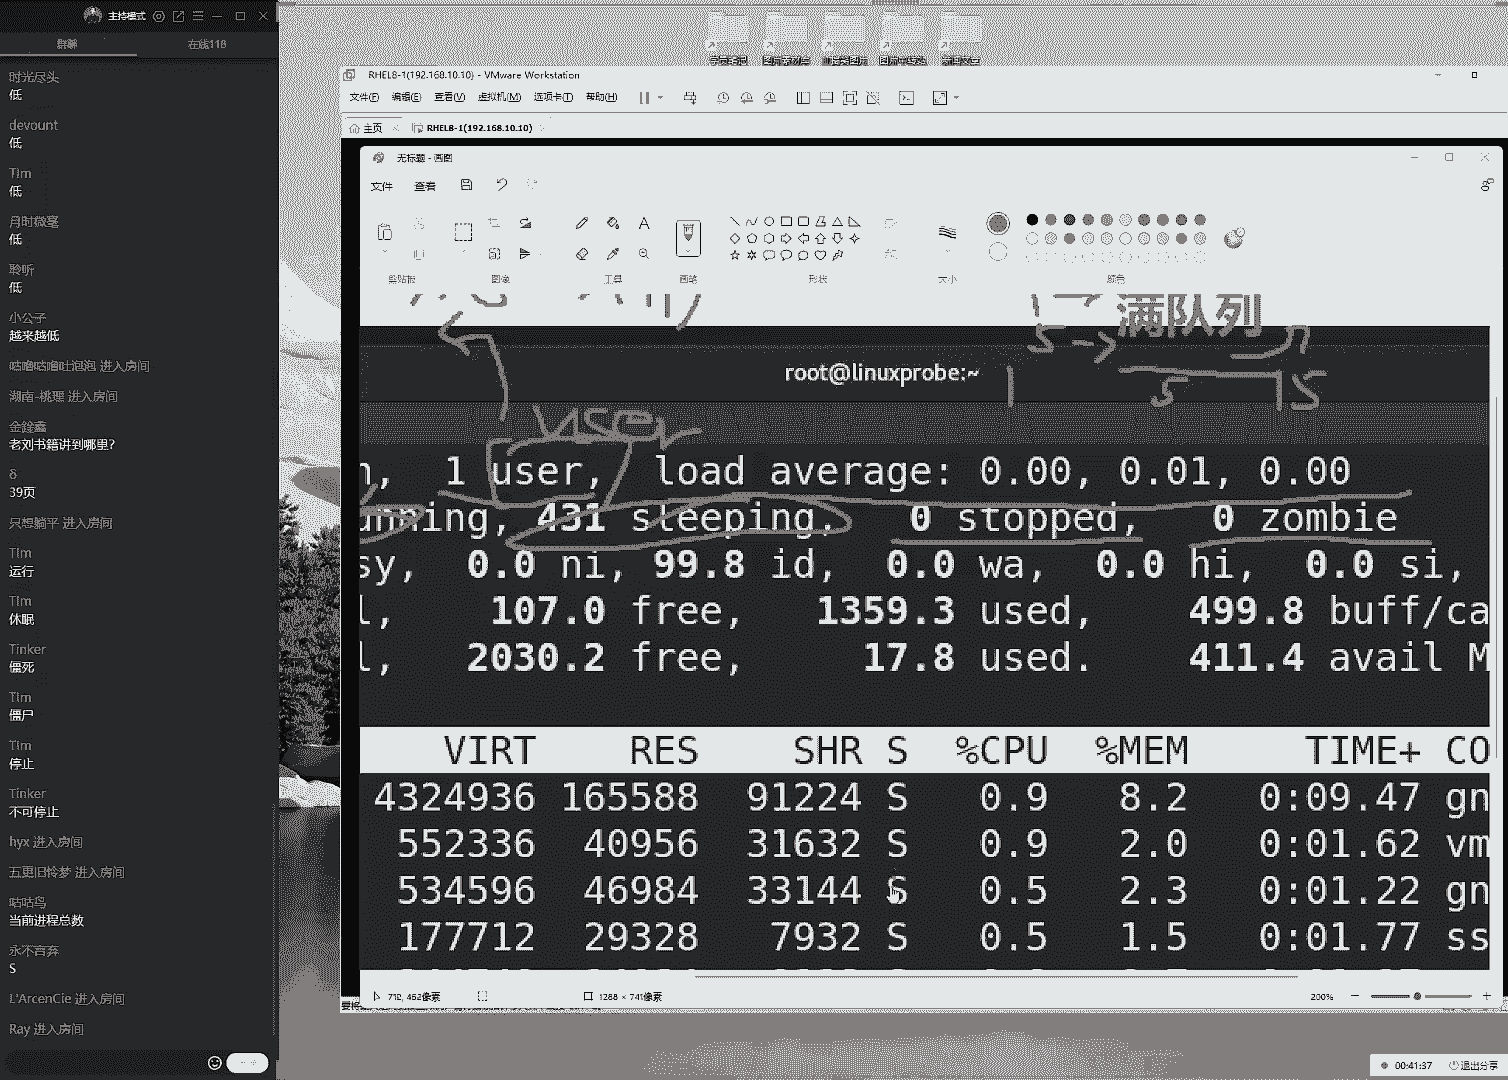 主持模式
群聊
在线118
时光尽头
低
devount
低
Tim
低
月时微毫
低
聆听
低
小公子
越来越低
咕噜咕噜吐泡泡 进入房间
湖南-桃瑾 进入房间
金銓鑫
老刘书籍讲到哪里?
δ
39页
只想躺平 进入房间
Tim
运行
Tim
休眠
Tinker
僵死
Tim
僵尸
Tim
停止
Tinker
不可停止
hyx 进入房间
五更旧怜梦 进入房间
咕咕鸟
当前进程总数
永不言弃
S
L'ArcenCie 进入房间
Ray 进入房间
RHEL8-1(192.168.10.10) - VMware Workstation
文件(F) 编辑(E) 查看(V) 虚拟机(M) 选项卡(T) 帮助(H)
主页
RHEL8-1(192.168.10.10)
无标题 - 画图
文件 查看
剪贴板 图像 工具 画笔 形状 大小 颜色
满队列
5
1
5 15
root@linuxprobe:~
user
1 user, load average: 0.00, 0.01, 0.00
unning, 431 sleeping, 0 stopped, 0 zombie
sy, 0.0 ni, 99.8 id, 0.0 wa, 0.0 hi, 0.0 si,
l, 107.0 free, 1359.3 used, 499.8 buff/ca
l, 2030.2 free, 17.8 used. 411.4 avail M
VIRT RES SHR S %CPU %MEM TIME+ CO
4324936 165588 91224 S 0.9 8.2 0:09.47 gn
552336 40956 31632 S 0.9 2.0 0:01.62 vm
534596 46984 33144 S 0.5 2.3 0:01.22 gn
177712 29328 7932 S 0.5 1.5 0:01.77 ss
712, 462像素
1288 × 741像素
200%
00:41:37
退出分享